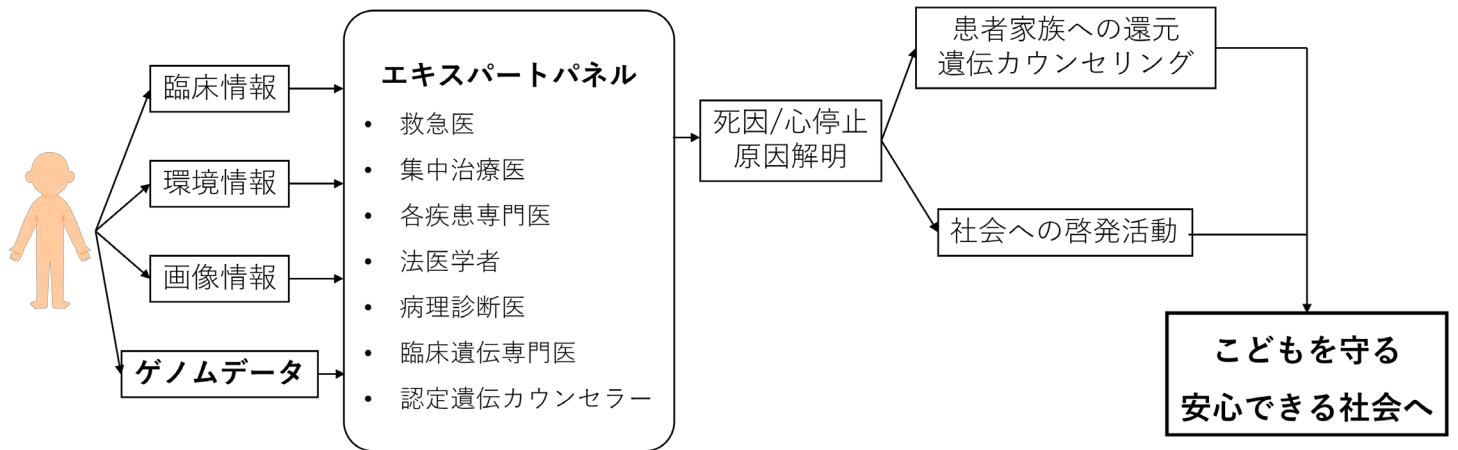 臨床情報
環境情報
画像情報
ゲノムデータ
エキスパートパネル
• 救急医
• 集中治療医
• 各疾患専門医
• 法医学者
• 病理診断医
• 臨床遺伝専門医
• 認定遺伝カウンセラー
死因/心停止
原因解明
患者家族への還元
遺伝カウンセリング
社会への啓発活動
こどもを守る
安心できる社会へ